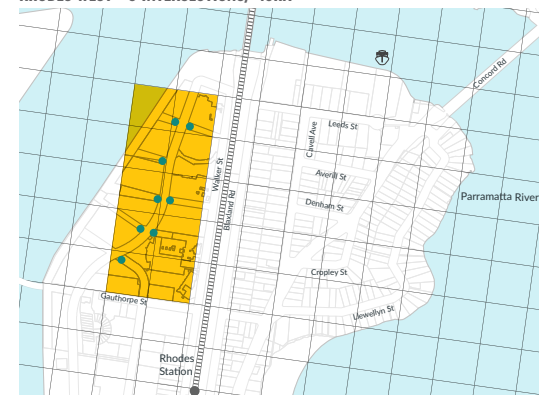 Concord Rd
Leeds St
Cavell Ave
Averill St
Walker St
Blaxland Rd
Denham St
Parramatta River
Cropley St
Gauthorpe St
Llewellyn St
Rhodes
Station